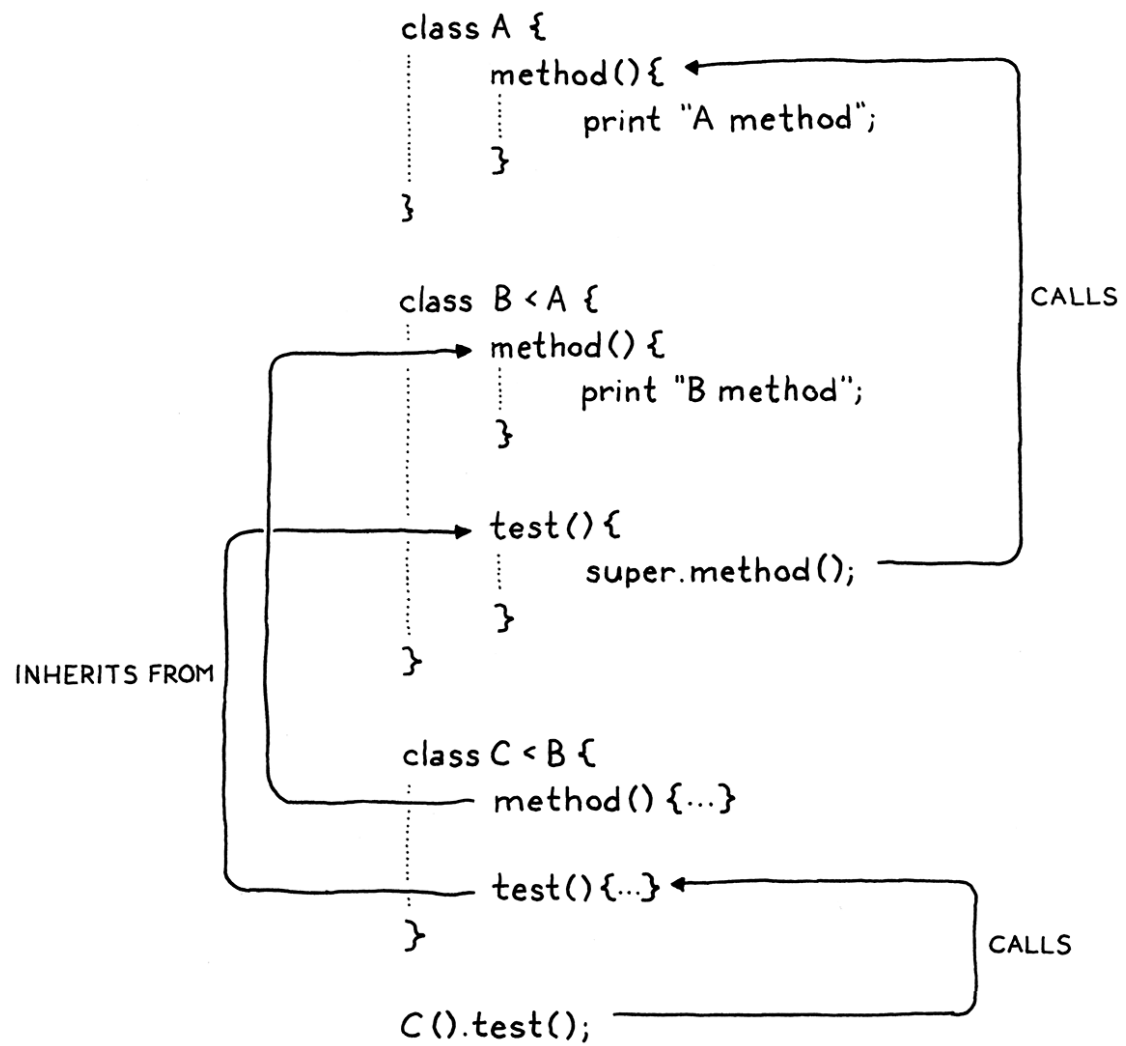 class A {
method() {
print "A method";
}
}
CALLS
class B < A {
method() {
print "B method";
}
test() {
super.method();
}
}
INHERITS FROM
class C < B {
method() {...}
test() {...}
}
CALLS
C().test();